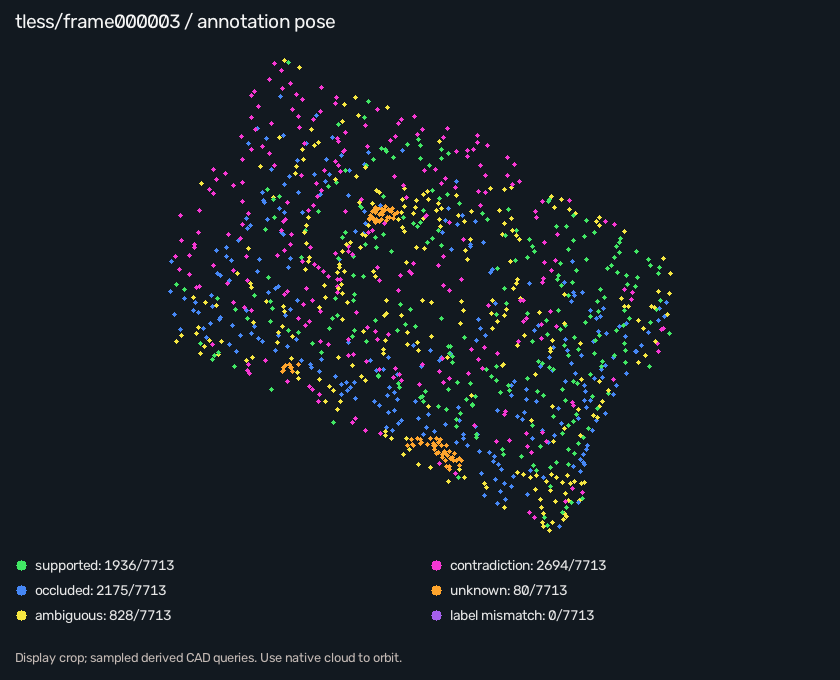 tless/frame000003 / annotation pose
supported: 1936/7713
contradiction: 2694/7713
occluded: 2175/7713
unknown: 80/7713
ambiguous: 828/7713
label mismatch: 0/7713
Display crop; sampled derived CAD queries. Use native cloud to orbit.